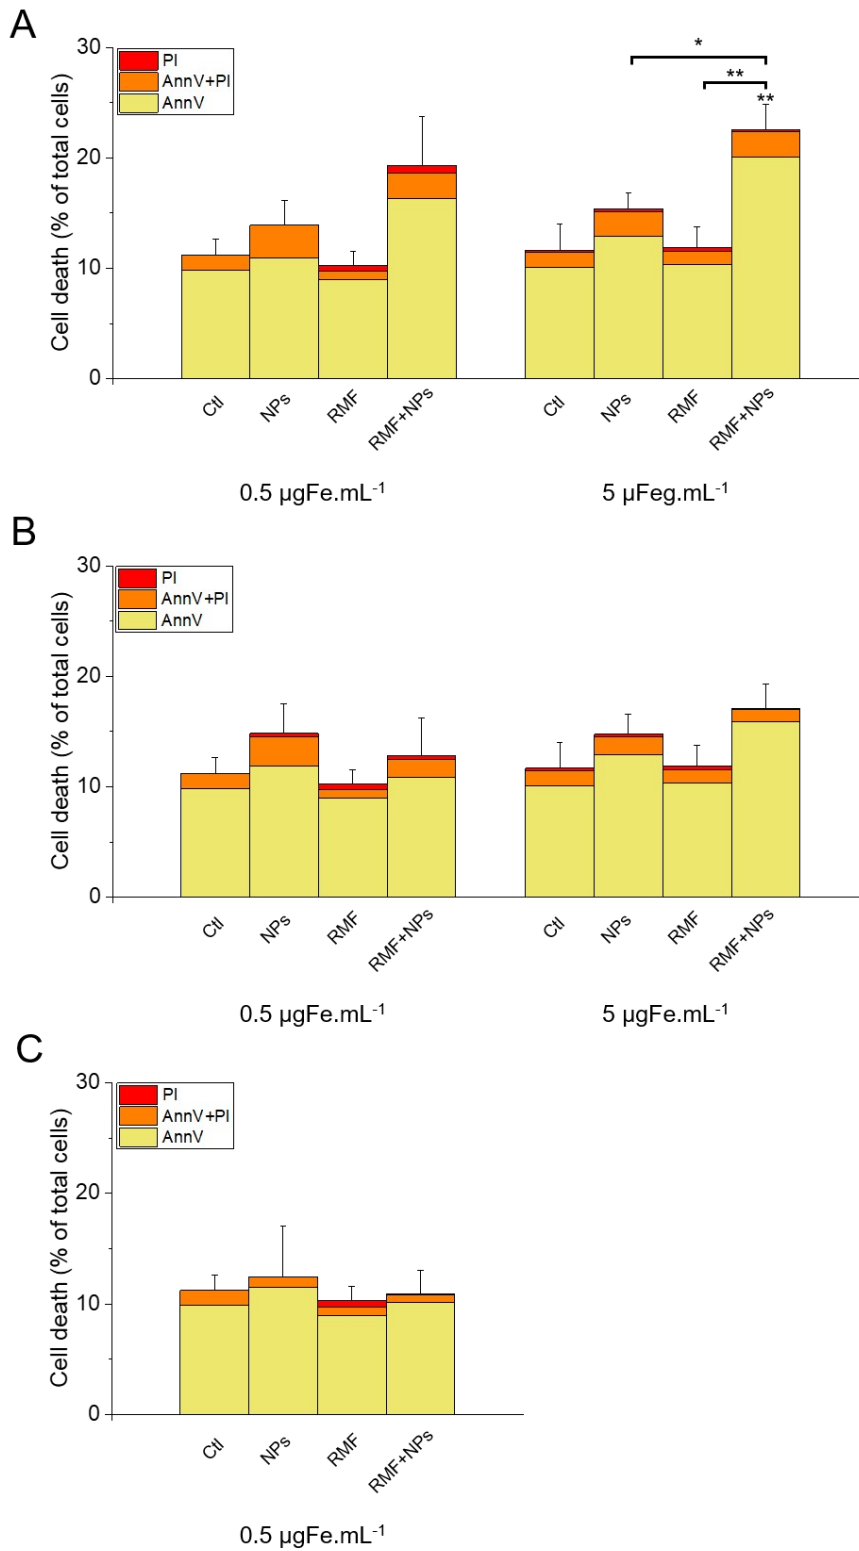 A
Cell death (% of total cells)
30
20
10
0
PI
AnnV+PI
AnnV
*
**
**
Ctl NPs RMF RMF+NPs Ctl NPs RMF RMF+NPs
0.5 µgFe.mL⁻¹ 5 µFeg.mL⁻¹
B
Cell death (% of total cells)
30
20
10
0
PI
AnnV+PI
AnnV
Ctl NPs RMF RMF+NPs Ctl NPs RMF RMF+NPs
0.5 µgFe.mL⁻¹ 5 µgFe.mL⁻¹
C
Cell death (% of total cells)
30
20
10
0
PI
AnnV+PI
AnnV
Ctl NPs RMF RMF+NPs
0.5 µgFe.mL⁻¹